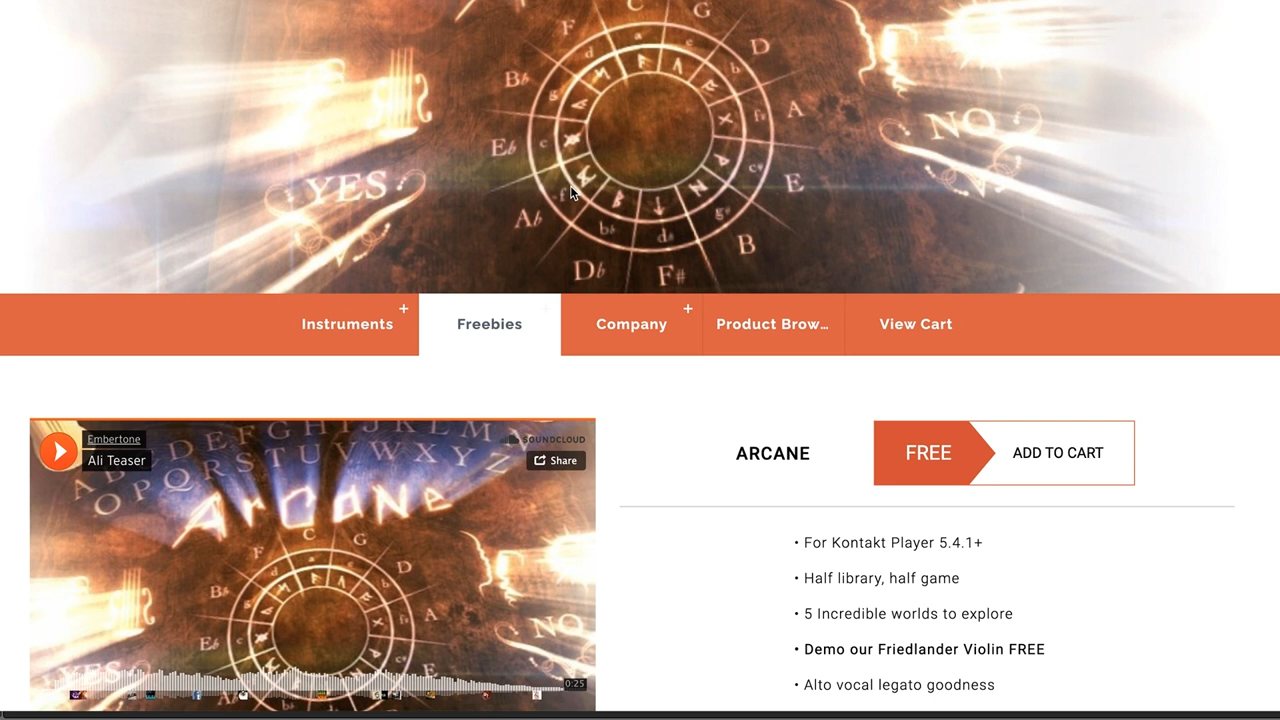 C
F G
d a e
B♭ D
g b
A
f#
E♭ c NO
c#
YES E
f
A♭ g#
b♭ d♯
B
D♭ F#
Instruments + Freebies Company + Product Brow... View Cart
Embertone SOUNDCLOUD
Ali Teaser Share
A B D E F G H I J K L M
O P Q R S T U V W X Y Z
ARCANE
C
F G
B♭
A
E♭ NO
YES E
0:25
ARCANE FREE ADD TO CART
• For Kontakt Player 5.4.1+
• Half library, half game
• 5 Incredible worlds to explore
• Demo our Friedlander Violin FREE
• Alto vocal legato goodness